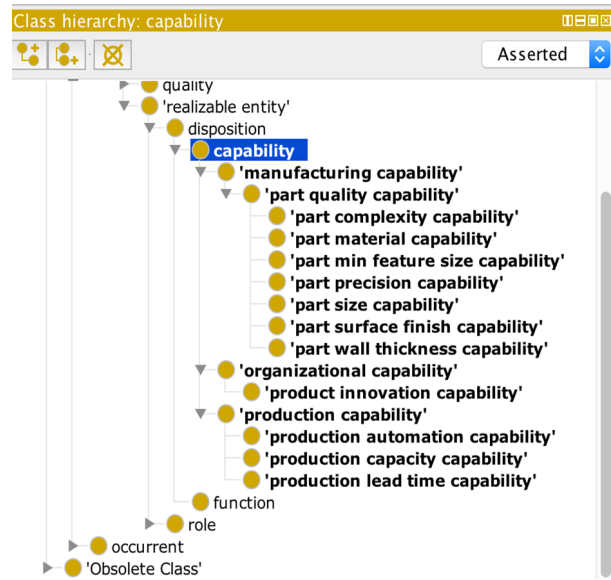 Class hierarchy: capability
Asserted
quality
'realizable entity'
disposition
capability
'manufacturing capability'
'part quality capability'
'part complexity capability'
'part material capability'
'part min feature size capability'
'part precision capability'
'part size capability'
'part surface finish capability'
'part wall thickness capability'
'organizational capability'
'product innovation capability'
'production capability'
'production automation capability'
'production capacity capability'
'production lead time capability'
function
role
occurrent
'Obsolete Class'